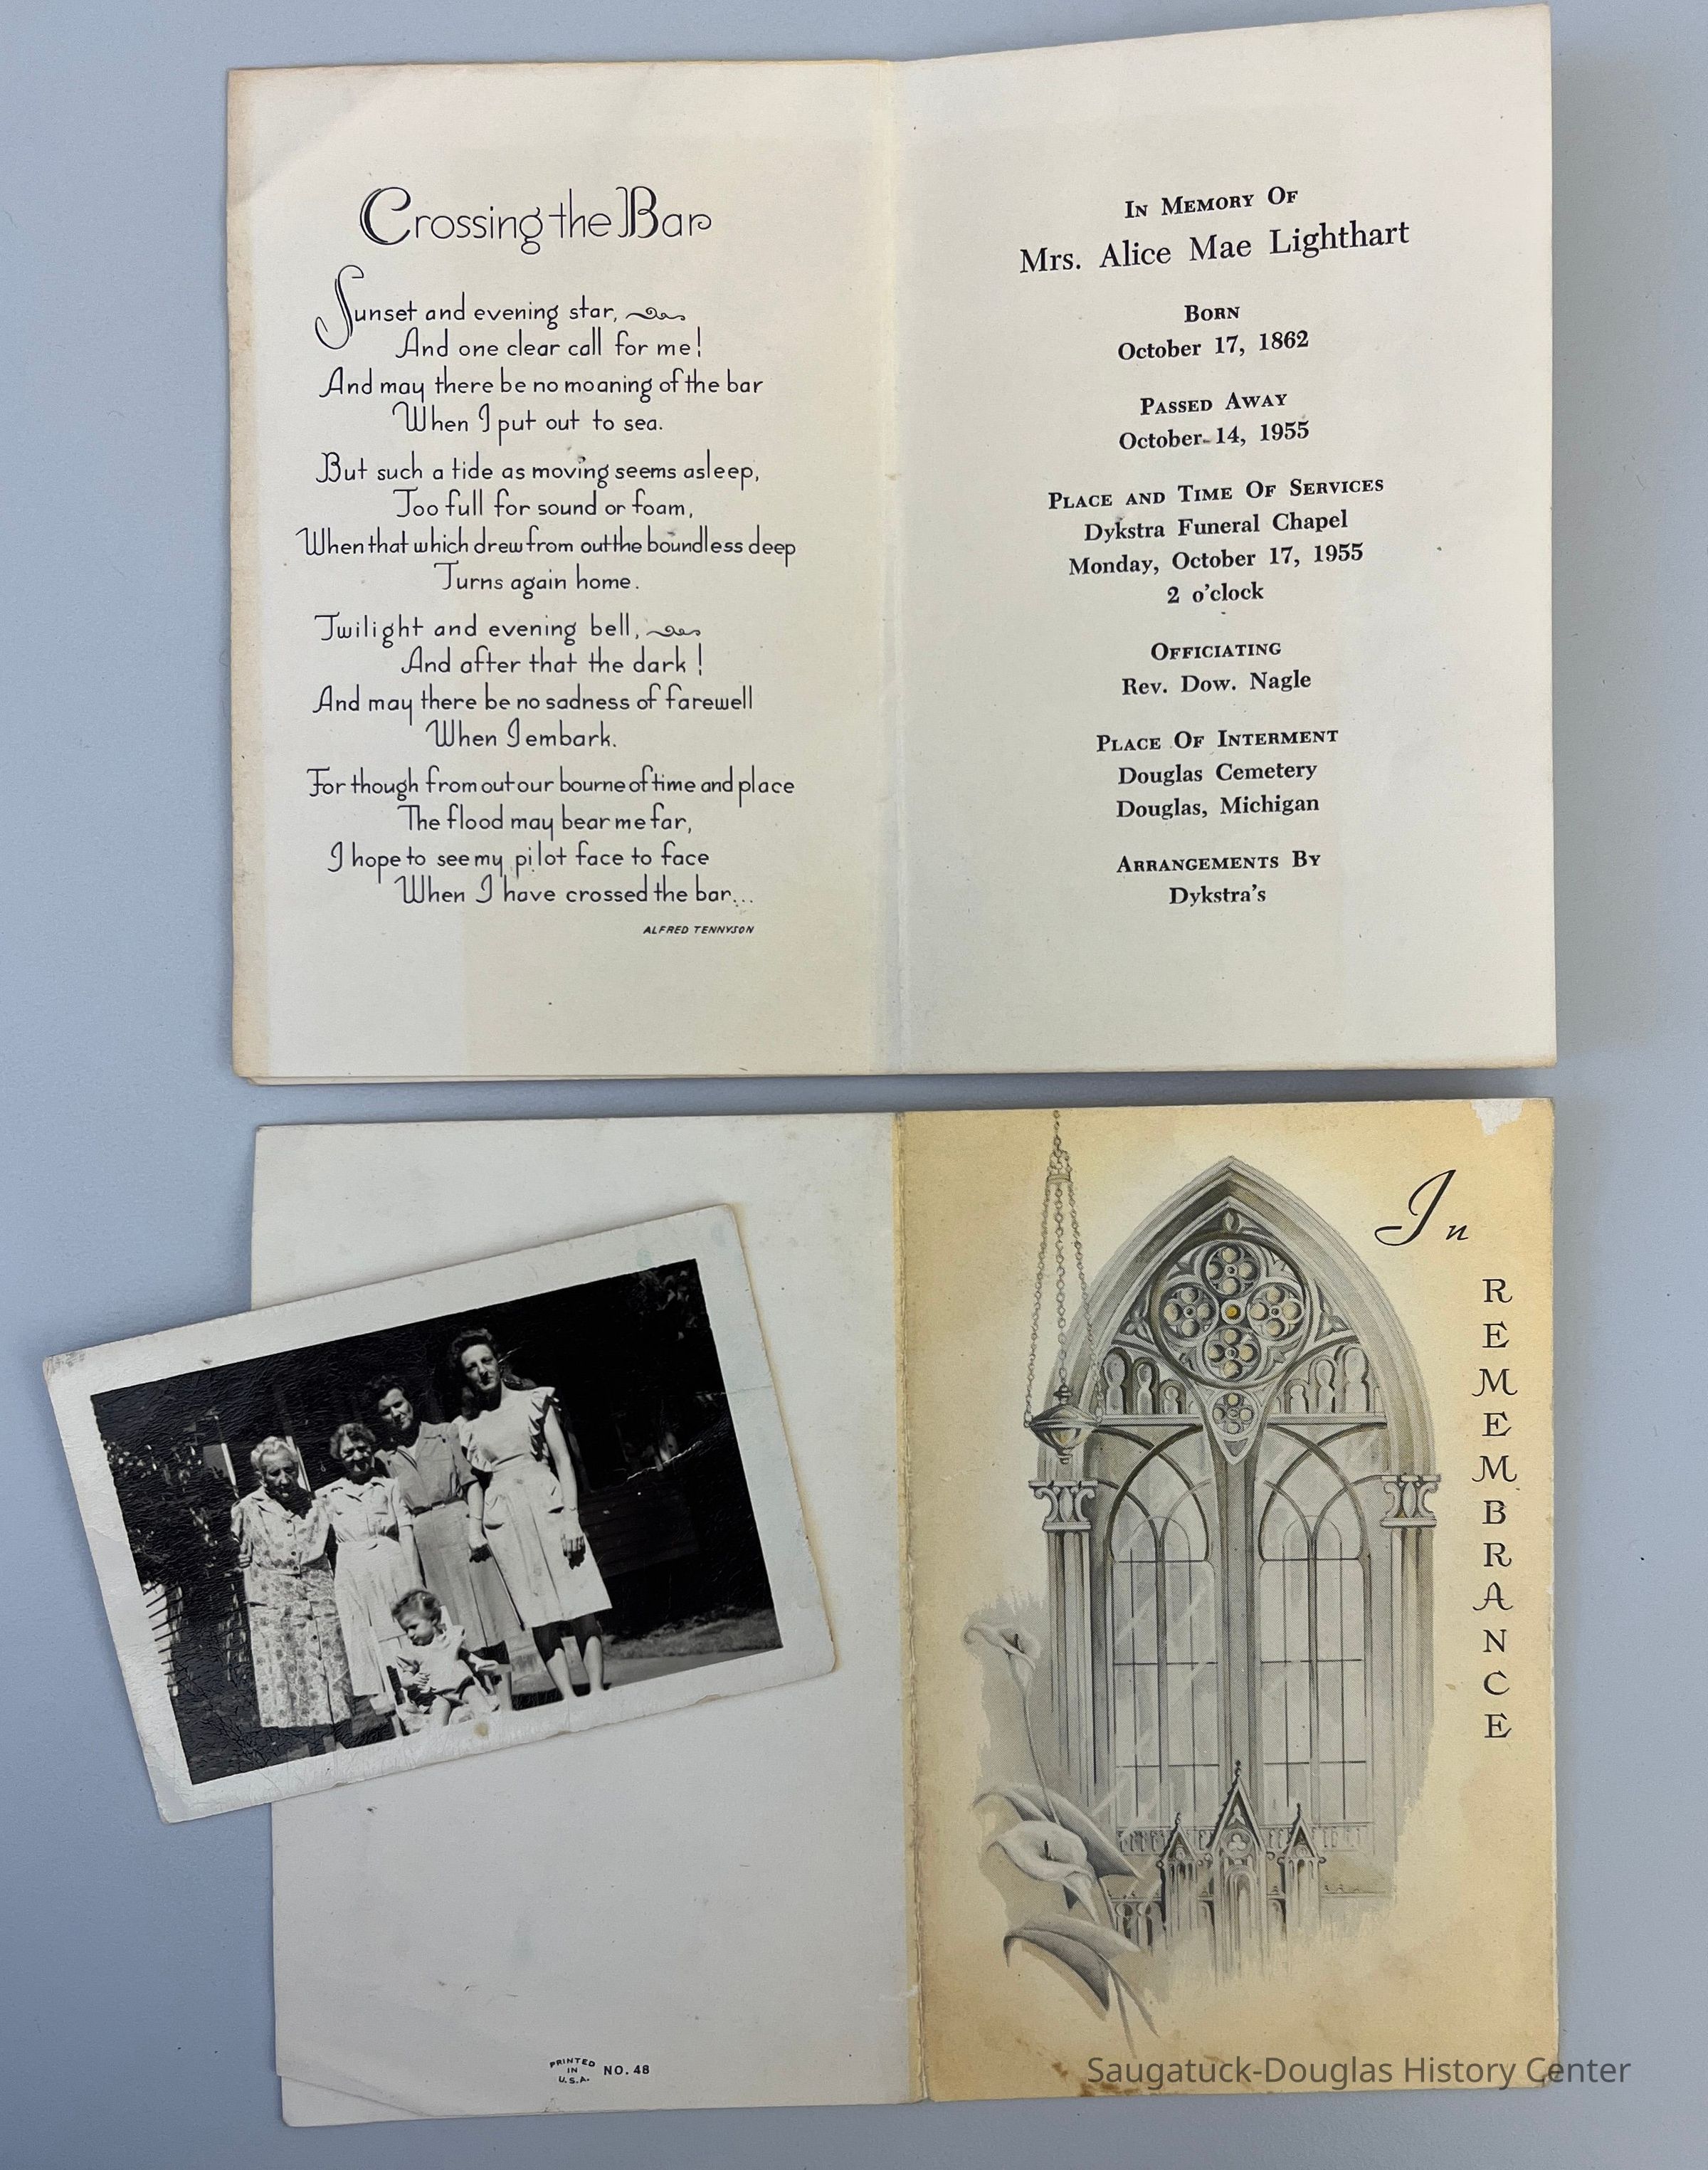 Crossing the Bar
Sunset and evening star,
And one clear call for me!
And may there be no moaning of the bar
When I put out to sea.
But such a tide as moving seems asleep,
Too full for sound or foam,
When that which drew from out the boundless deep
Turns again home.
Twilight and evening bell,
And after that the dark!
And may there be no sadness of farewell
When I embark.
For though from out our bourne of time and place
The flood may bear me far,
I hope to see my pilot face to face
When I have crossed the bar...
ALFRED TENNYSON
IN MEMORY OF
Mrs. Alice Mae Lighthart
BORN
October 17, 1862
PASSED AWAY
October 14, 1955
PLACE AND TIME OF SERVICES
Dykstra Funeral Chapel
Monday, October 17, 1955
2 o'clock
OFFICIATING
Rev. Dow. Nagle
PLACE OF INTERMENT
Douglas Cemetery
Douglas, Michigan
ARRANGEMENTS BY
Dykstra's
In
REMEMBRANCE
PRINTED
IN
U.S.A.
NO. 48
Saugatuck-Douglas History Center